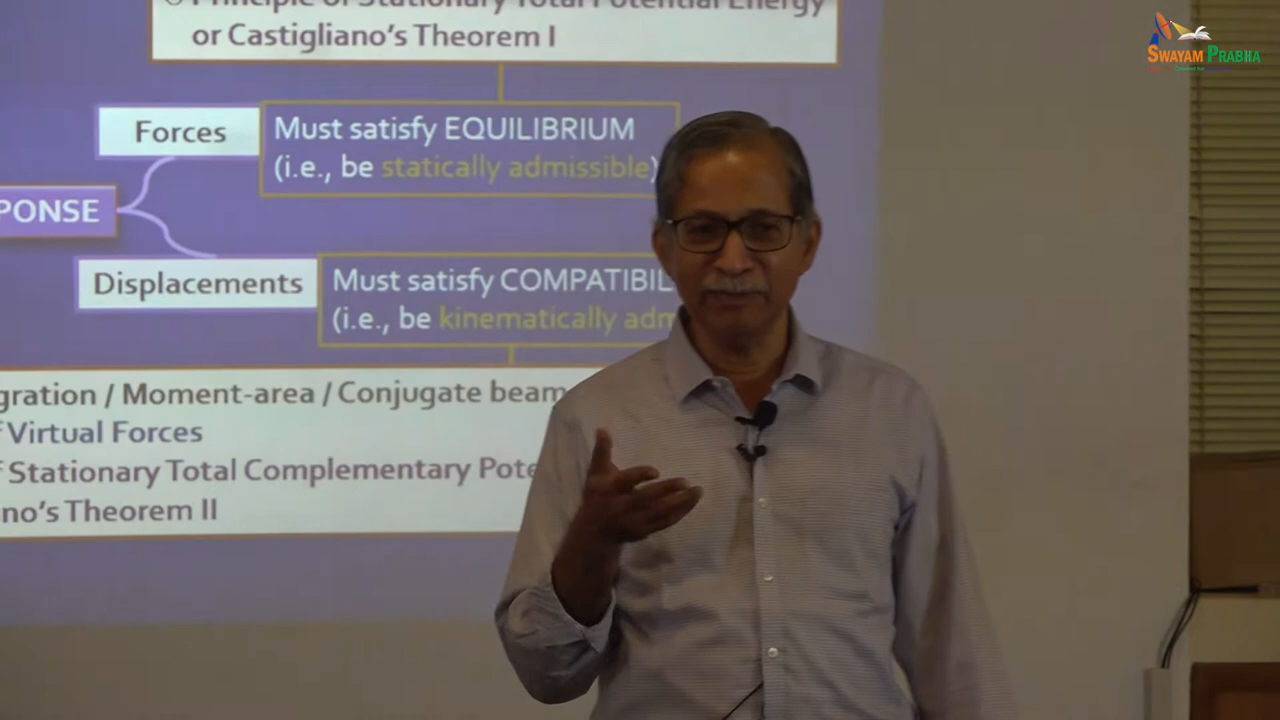 Principle of Stationary Total Potential Energy
or Castigliano's Theorem I
Forces
Must satisfy EQUILIBRIUM
(i.e., be statically admissible)
PONSE
Displacements
Must satisfy COMPATIBIL
(i.e., be kinematically adm
gration / Moment-area / Conjugate beam
f Virtual Forces
f Stationary Total Complementary Pote
no's Theorem II
SWAYAM PRABHA